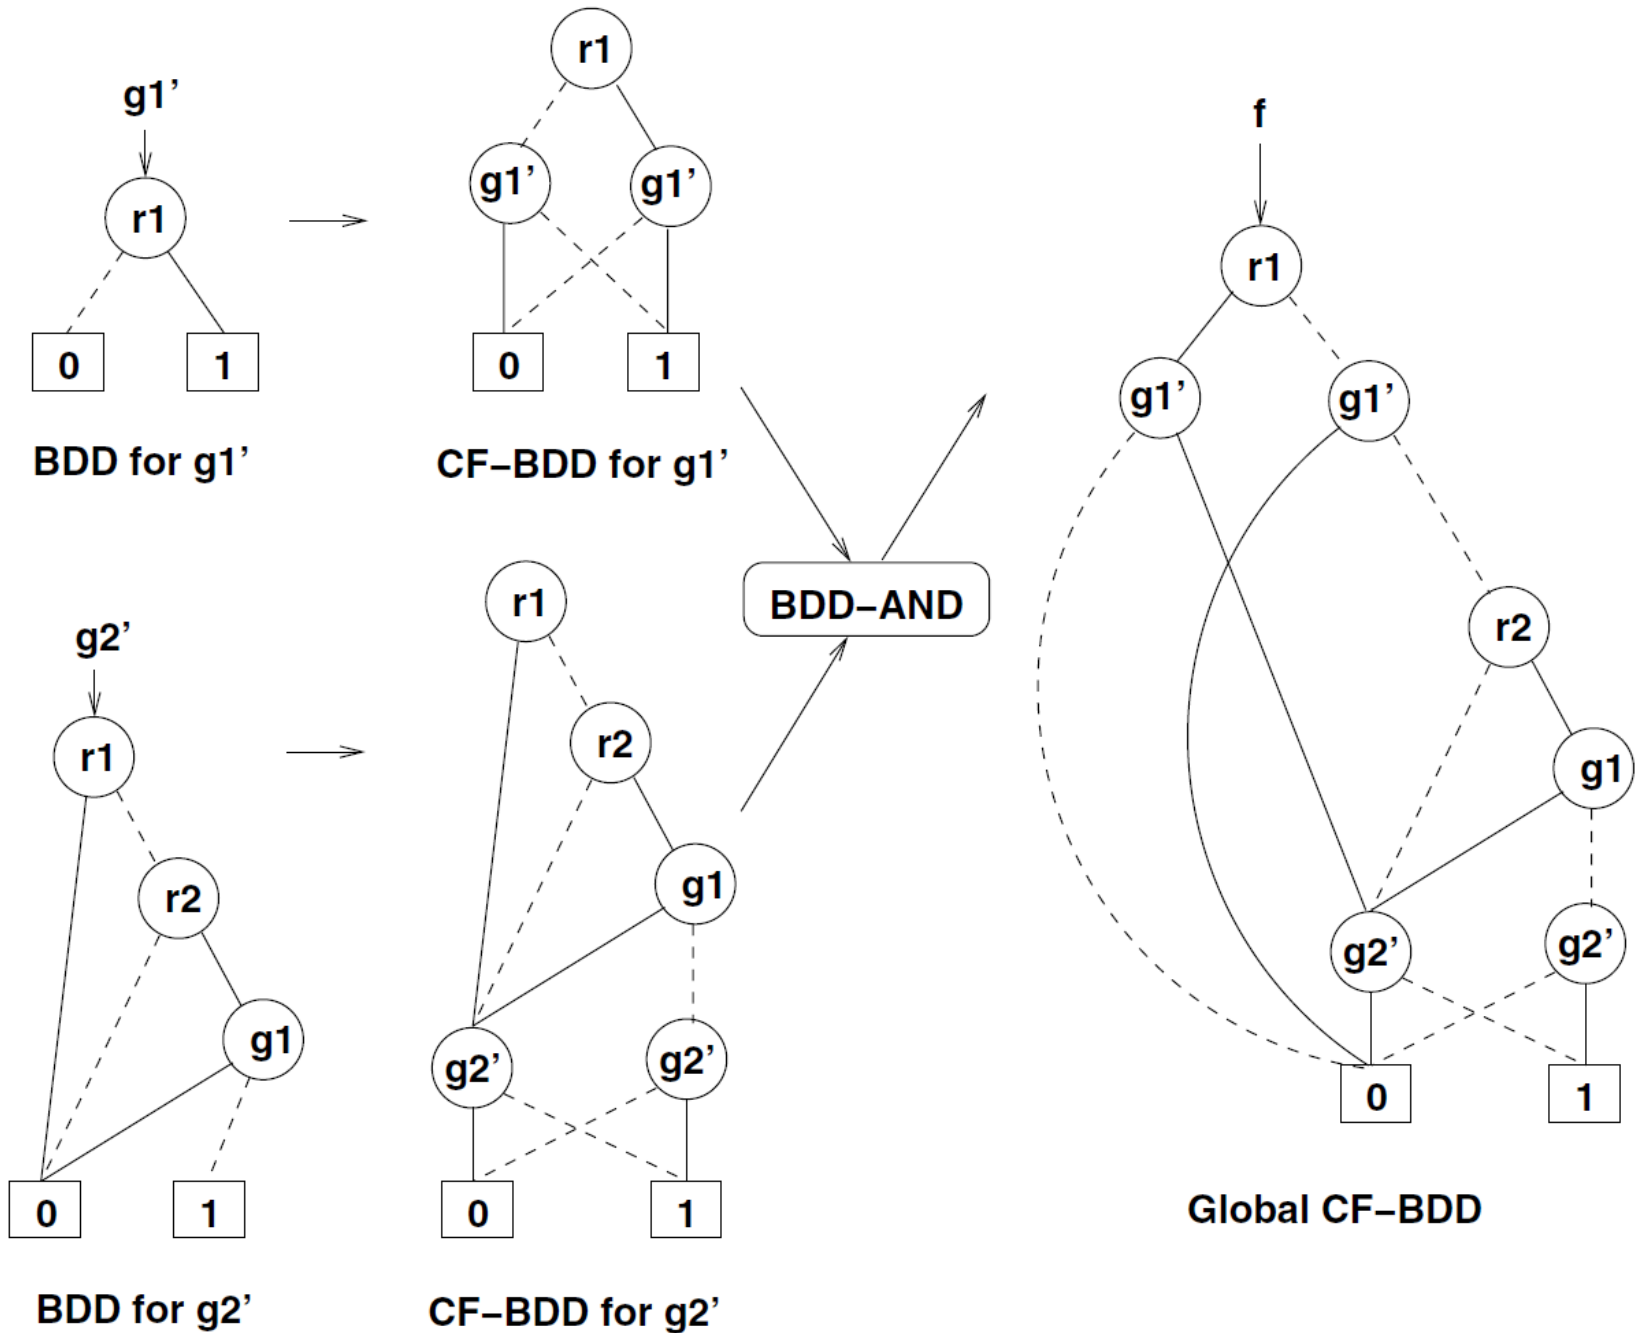 g1’
r1
0
1
BDD for g1’
r1
g1’
g1’
0
1
CF–BDD for g1’
g2’
r1
r2
g1
0
1
BDD for g2’
r1
r2
g1
g2’
g2’
0
1
CF–BDD for g2’
BDD–AND
f
r1
g1’
g1’
r2
g1
g2’
g2’
0
1
Global CF–BDD